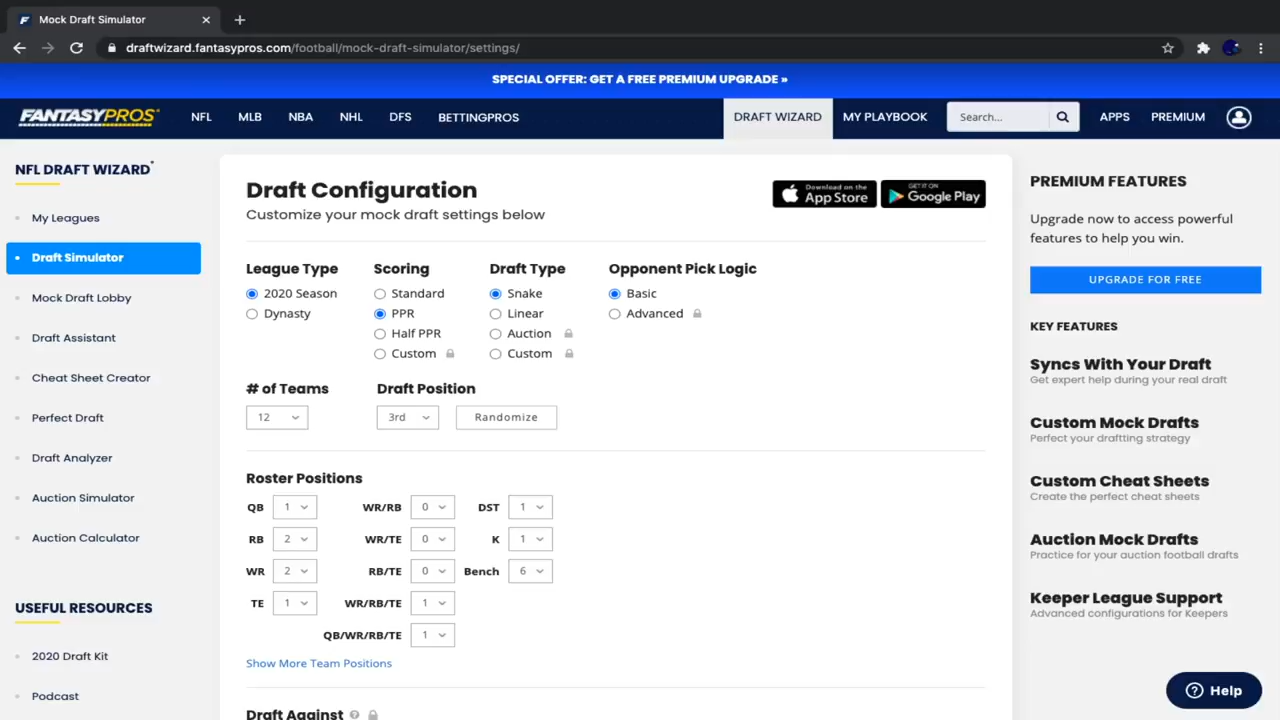 Mock Draft Simulator
draftwizard.fantasypros.com/football/mock-draft-simulator/settings/
SPECIAL OFFER: GET A FREE PREMIUM UPGRADE »
FANTASYPROS NFL MLB NBA NHL DFS BETTINGPROS DRAFT WIZARD MY PLAYBOOK Search... APPS PREMIUM
NFL DRAFT WIZARD
My Leagues
Draft Simulator
Mock Draft Lobby
Draft Assistant
Cheat Sheet Creator
Perfect Draft
Draft Analyzer
Auction Simulator
Auction Calculator
USEFUL RESOURCES
2020 Draft Kit
Podcast
Draft Configuration
Customize your mock draft settings below
Download on the
App Store
GET IT ON
Google Play
League Type
2020 Season
Dynasty
Scoring
Standard
PPR
Half PPR
Custom
Draft Type
Snake
Linear
Auction
Custom
Opponent Pick Logic
Basic
Advanced
# of Teams
12
Draft Position
3rd
Randomize
Roster Positions
QB 1 WR/RB 0 DST 1
RB 2 WR/TE 0 K 1
WR 2 RB/TE 0 Bench 6
TE 1 WR/RB/TE 1
QB/WR/RB/TE 1
Show More Team Positions
Draft Against ?
PREMIUM FEATURES
Upgrade now to access powerful
features to help you win.
UPGRADE FOR FREE
KEY FEATURES
Syncs With Your Draft
Get expert help during your real draft
Custom Mock Drafts
Perfect your draftting strategy
Custom Cheat Sheets
Create the perfect cheat sheets
Auction Mock Drafts
Practice for your auction football drafts
Keeper League Support
Advanced configurations for Keepers
? Help